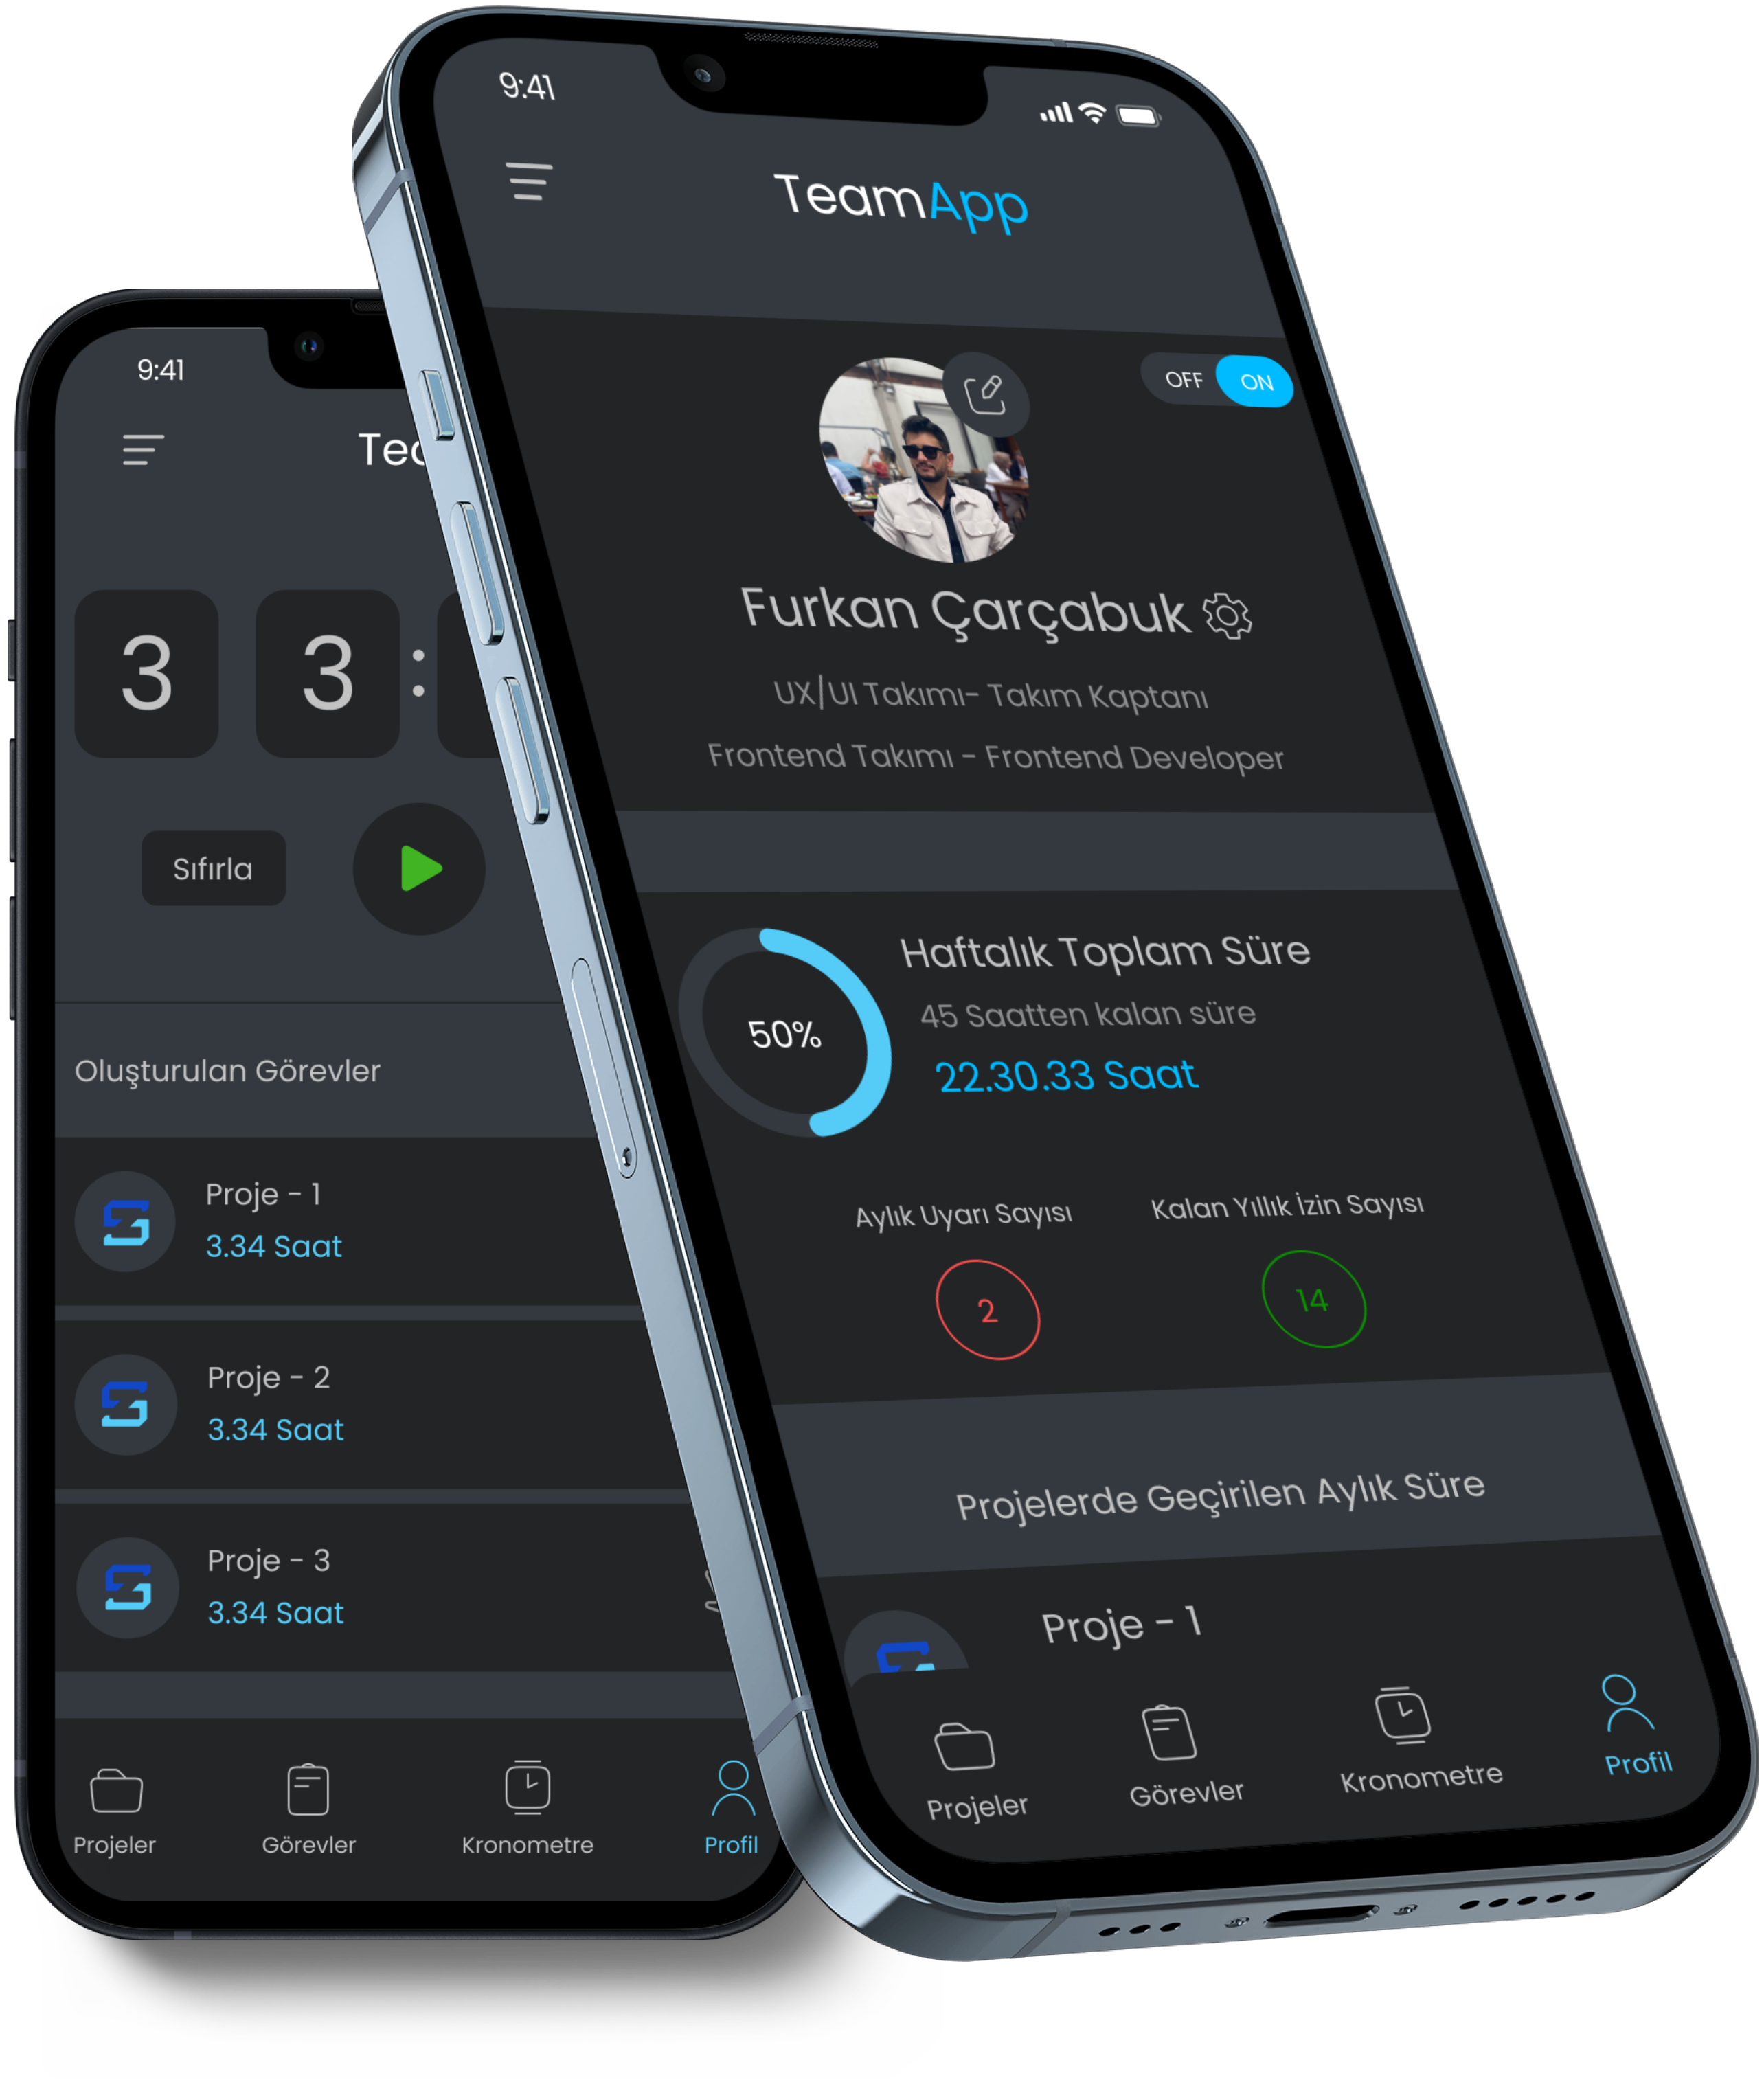 9:41
TeamApp
OFF ON
Furkan Çarçabuk
UX/UI Takımı- Takım Kaptanı
Frontend Takımı - Frontend Developer
50%
Haftalık Toplam Süre
45 Saatten kalan süre
22.30.33 Saat
Aylık Uyarı Sayısı
Kalan Yıllık İzin Sayısı
2
14
Projelerde Geçirilen Aylık Süre
Proje - 1
Projeler
Görevler
Kronometre
Profil
9:41
3 3 :
Sıfırla
Oluşturulan Görevler
Proje - 1
3.34 Saat
Proje - 2
3.34 Saat
Proje - 3
3.34 Saat
Projeler
Görevler
Kronometre
Profil